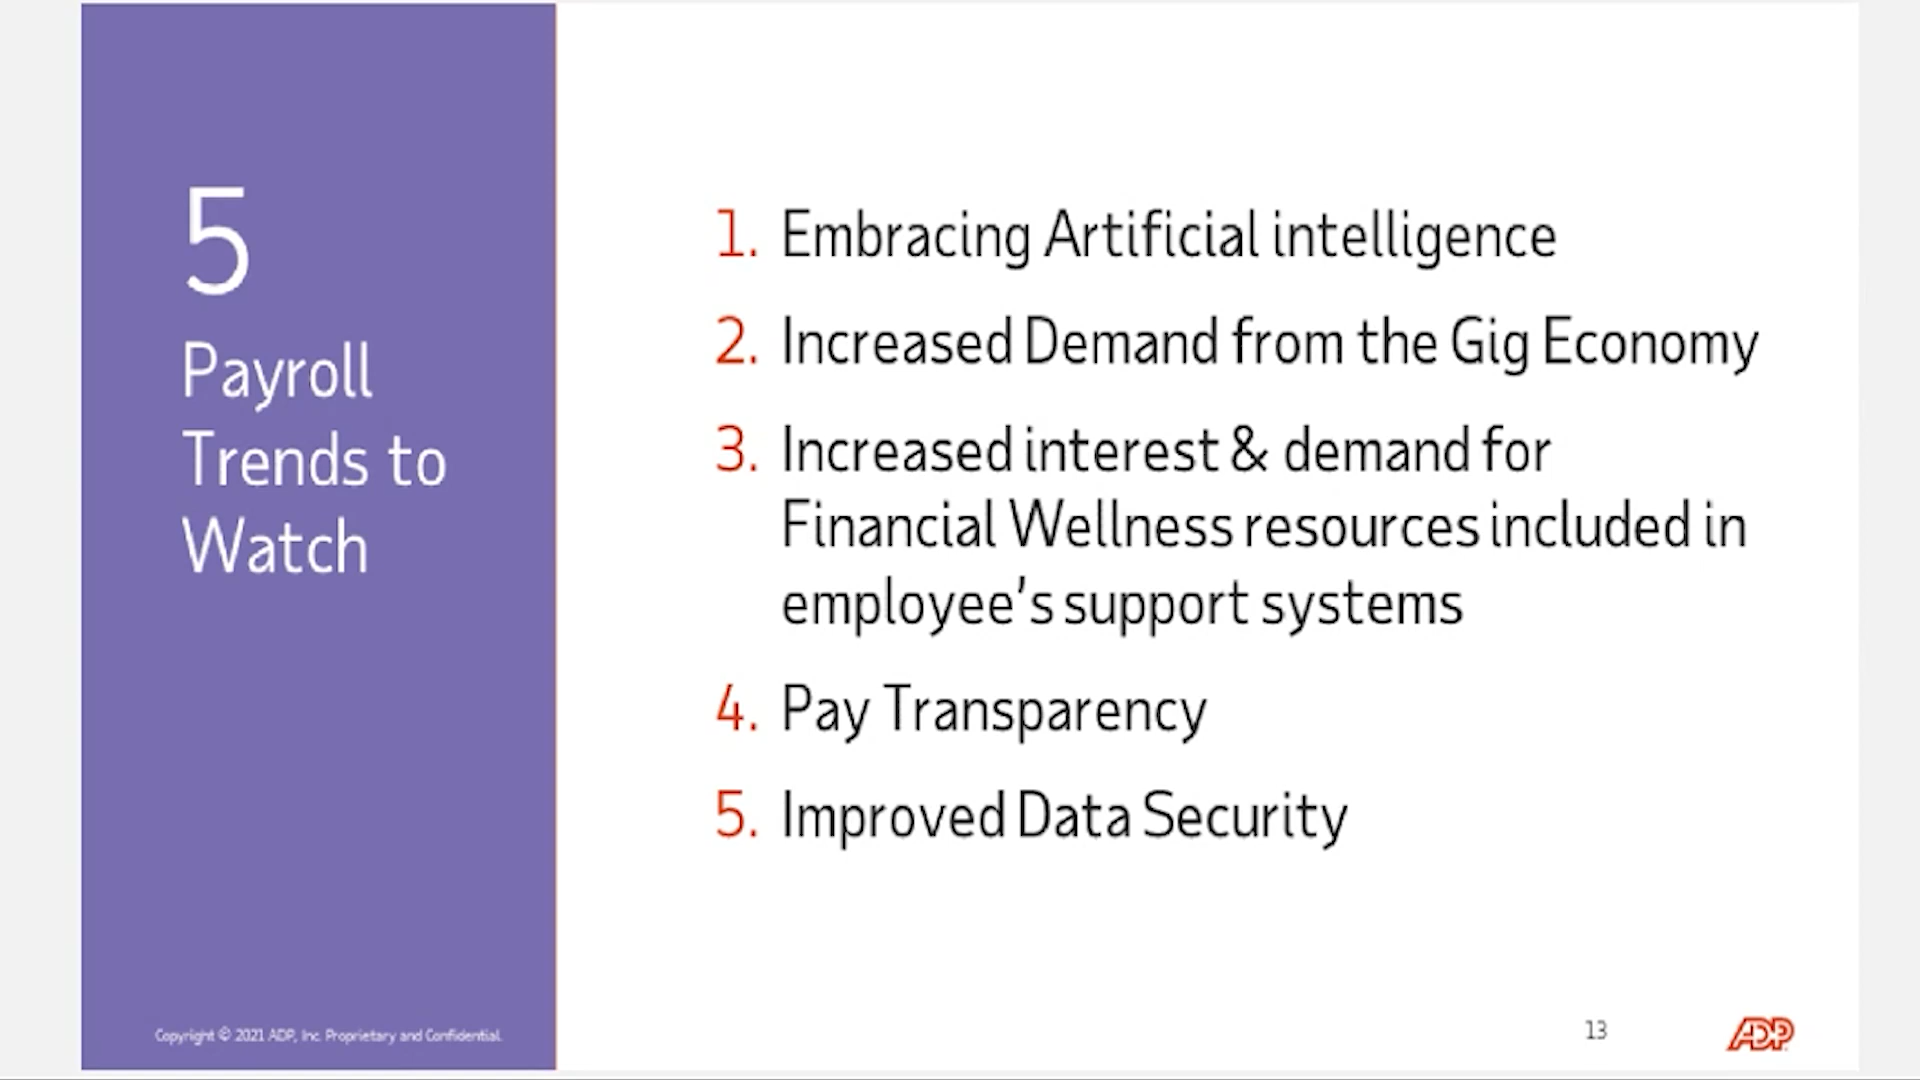 5
Payroll
Trends to
Watch
1. Embracing Artificial intelligence
2. Increased Demand from the Gig Economy
3. Increased interest & demand for
Financial Wellness resources included in
employee's support systems
4. Pay Transparency
5. Improved Data Security
Copyright © 2021 ADP, Inc. Proprietary and Confidential.
13
ADP